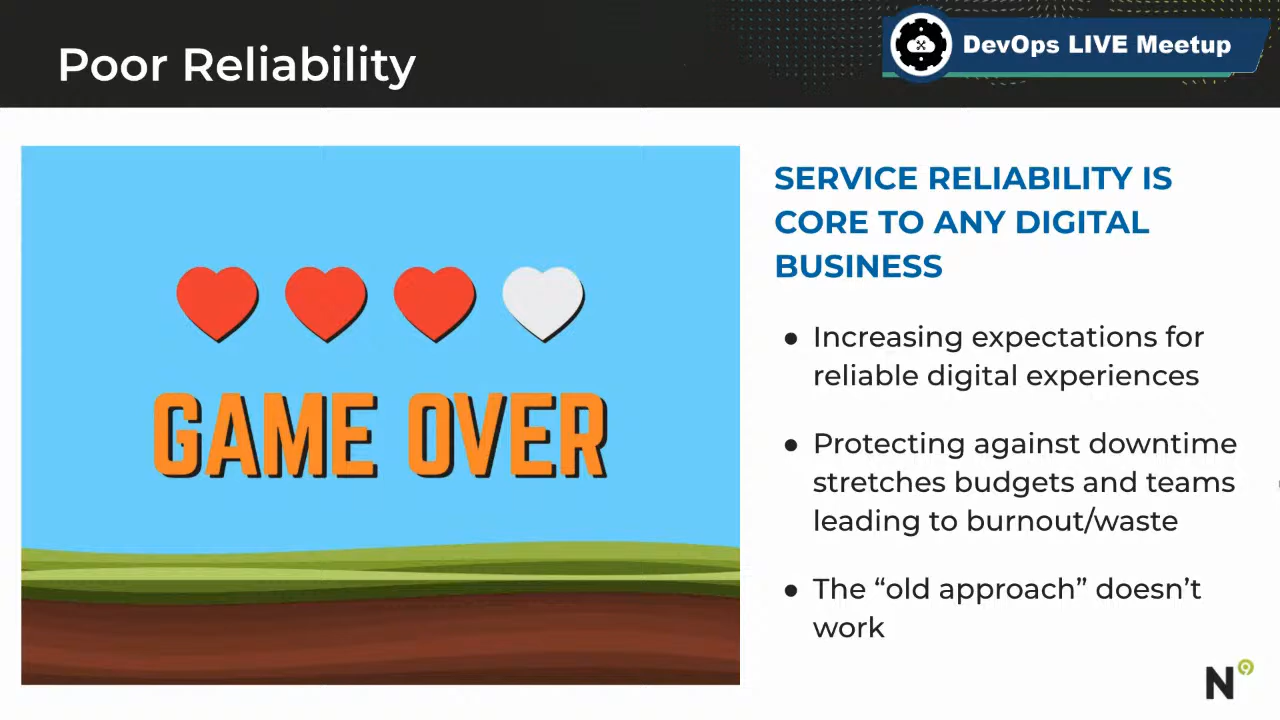 Poor Reliability
DevOps LIVE Meetup
GAME OVER
SERVICE RELIABILITY IS
CORE TO ANY DIGITAL
BUSINESS
● Increasing expectations for
reliable digital experiences
● Protecting against downtime
stretches budgets and teams
leading to burnout/waste
● The “old approach” doesn’t
work
N9